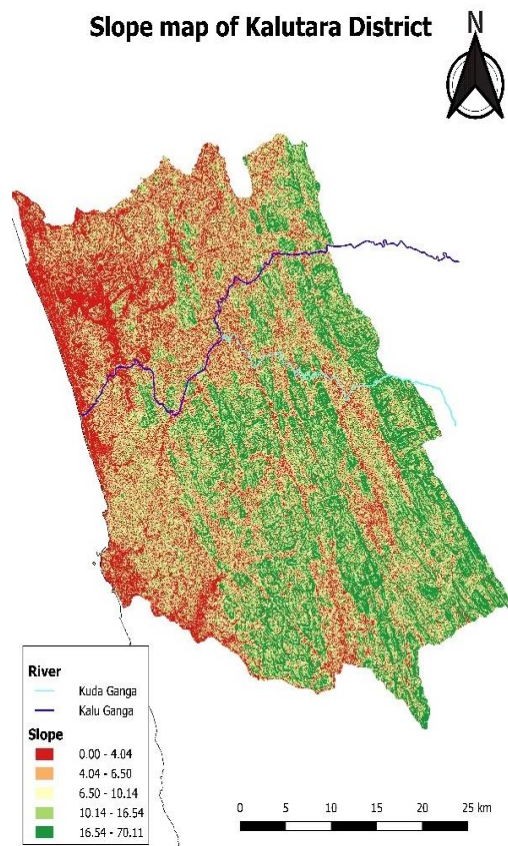 Slope map of Kalutara District
N
River
Kuda Ganga
Kalu Ganga
Slope
0.00 - 4.04
4.04 - 6.50
6.50 - 10.14
10.14 - 16.54
16.54 - 70.11
0 5 10 15 20 25 km